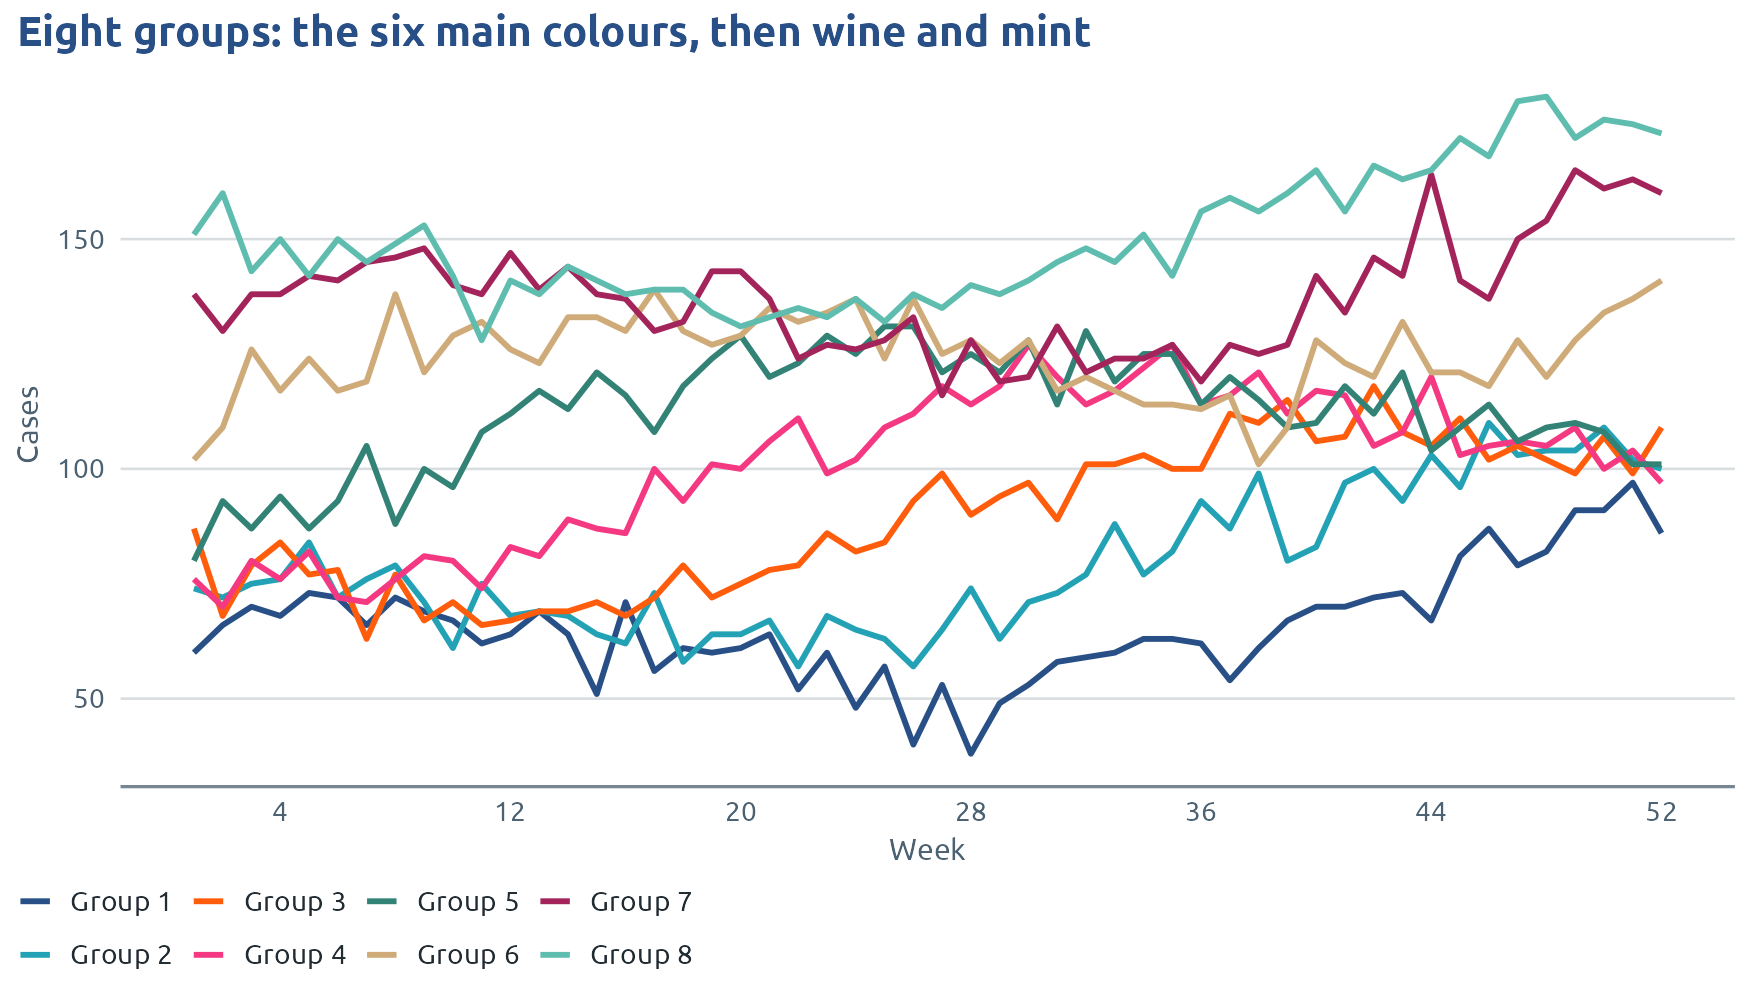 Eight groups: the six main colours, then wine and mint
Cases
150
100
50
4 12 20 28 36 44 52
Week
Group 1 Group 3 Group 5 Group 7
Group 2 Group 4 Group 6 Group 8